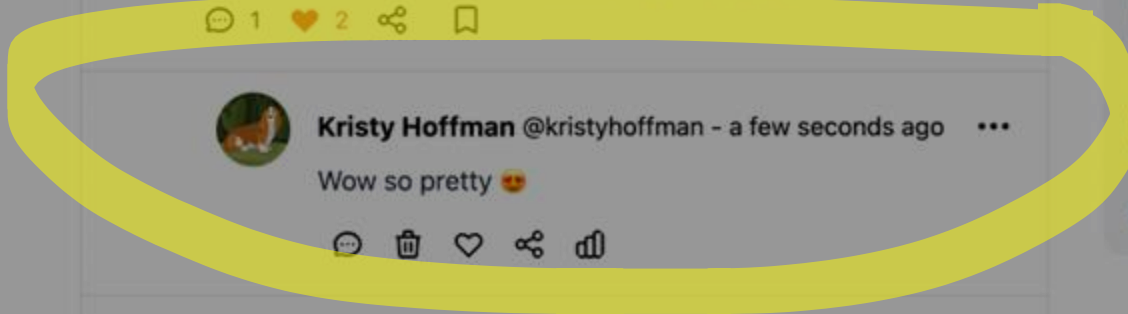 1 2
Kristy Hoffman @kristyhoffman - a few seconds ago
Wow so pretty 😍